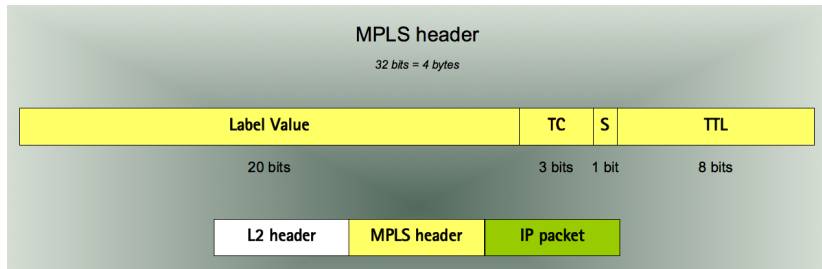 MPLS header
32 bits = 4 bytes
Label Value TC S TTL
20 bits 3 bits 1 bit 8 bits
L2 header MPLS header IP packet